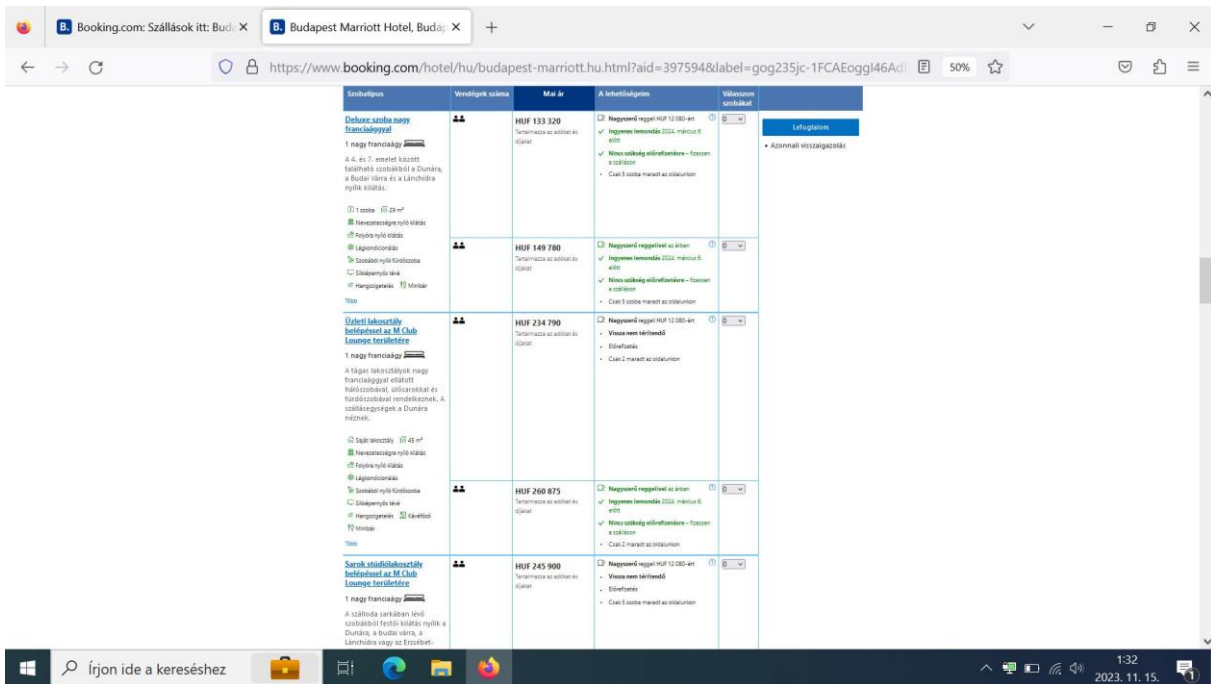 B. Booking.com: Szállások itt: Bud
B. Budapest Marriott Hotel, Budap
https://www.booking.com/hotel/hu/budapest-marriott.hu.html?aid=397594&label=gog235jc-1FCAEoggI46Ad
50%
Szobatípus
Vendégek száma
Mai ár
A lehetőségeim
Válasszon
szobákat
Deluxe szoba nagy
franciaággyal
1 nagy franciaágy
A 4. és 7. emelet között
található szobákból a Dunára,
a Budai Várra és a Lánchídra
nyílik kilátás.
1 szoba 29 m²
Nevezetességre nyíló kilátás
Folyóra nyíló kilátás
Légkondicionálás
Szobából nyíló fürdőszoba
Síkképernyős tévé
Hangszigetelés Minibár
Több
HUF 133 320
Tartalmazza az adókat és
díjakat
Nagyszerű reggeli HUF 12 080-ért
Ingyenes lemondás 2024. március 6.
előtt
Nincs szükség előrefizetésre – fizessen
a szálláson
Csak 5 szoba maradt az oldalunkon
0
Lefoglalom
Azonnali visszaigazolás
HUF 149 780
Tartalmazza az adókat és
díjakat
Nagyszerű reggelivel az árban
Ingyenes lemondás 2024. március 6.
előtt
Nincs szükség előrefizetésre – fizessen
a szálláson
Csak 5 szoba maradt az oldalunkon
0
Üzleti lakosztály
belépéssel az M Club
Lounge területére
1 nagy franciaágy
A tágas lakosztályok nagy
franciaággyal ellátott
hálószobával, ülősarokkal és
fürdőszobával rendelkeznek. A
szállásegységek a Dunára
néznek.
Saját lakosztály 45 m²
Nevezetességre nyíló kilátás
Folyóra nyíló kilátás
Légkondicionálás
Szobából nyíló fürdőszoba
Síkképernyős tévé
Hangszigetelés Kávéfőző
Minibár
Több
HUF 234 790
Tartalmazza az adókat és
díjakat
Nagyszerű reggeli HUF 12 080-ért
Vissza nem térítendő
Előrefizetés
Csak 2 maradt az oldalunkon
0
HUF 260 875
Tartalmazza az adókat és
díjakat
Nagyszerű reggelivel az árban
Ingyenes lemondás 2024. március 6.
előtt
Nincs szükség előrefizetésre – fizessen
a szálláson
Csak 2 maradt az oldalunkon
0
Sarok stúdiólakosztály
belépéssel az M Club
Lounge területére
1 nagy franciaágy
A szálloda sarkában lévő
szobákból festői kilátás nyílik a
Dunára, a budai várra, a
Lánchídra vagy az Erzsébet-
HUF 245 900
Tartalmazza az adókat és
díjakat
Nagyszerű reggeli HUF 12 080-ért
Vissza nem térítendő
Előrefizetés
Csak 5 szoba maradt az oldalunkon
0
Írjon ide a kereséshez
1:32
2023. 11. 15.
1